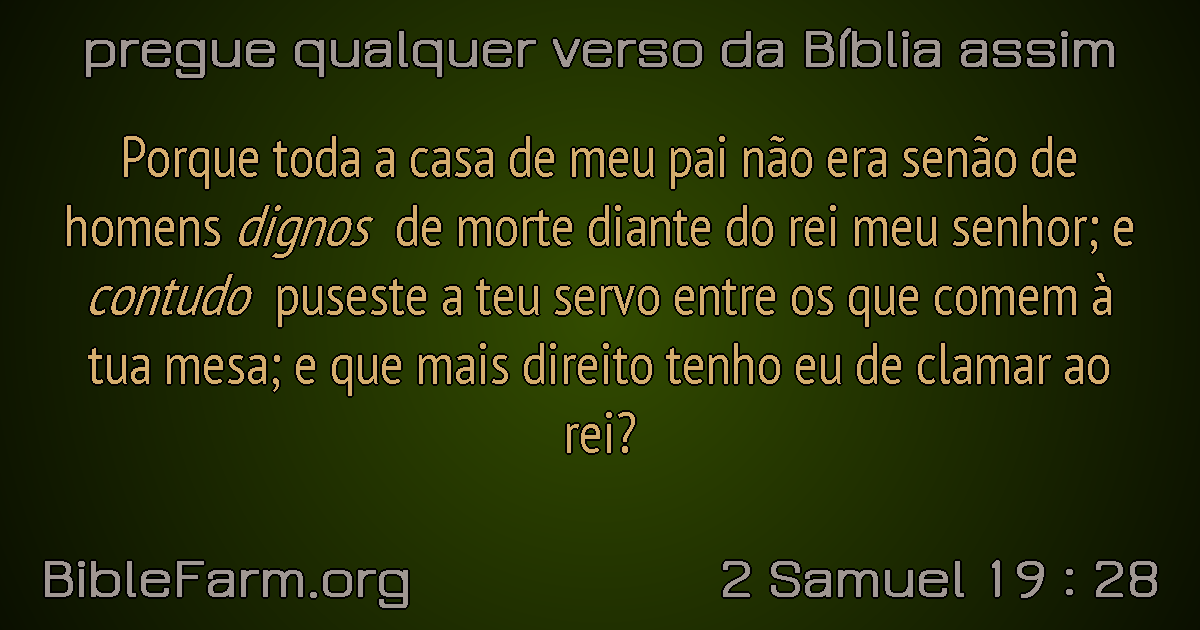 pregue qualquer verso da Bíblia assim
Porque toda a casa de meu pai não era senão de
homens dignos de morte diante do rei meu senhor; e
contudo puseste a teu servo entre os que comem à
tua mesa; e que mais direito tenho eu de clamar ao
rei?
BibleFarm.org
2 Samuel 19 : 28